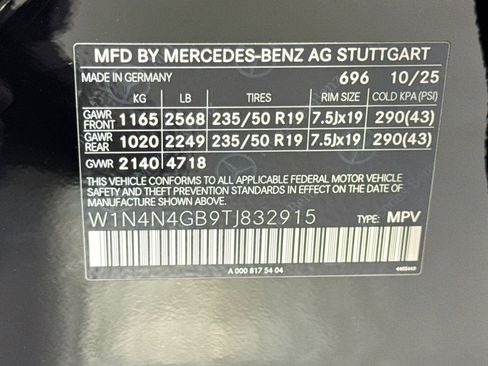 MFD BY MERCEDES-BENZ AG STUTTGART
MADE IN GERMANY 696 10/25
KG LB TIRES RIM SIZE COLD KPA (PSI)
GAWR FRONT 1165 2568 235/50 R19 7.5Jx19 290(43)
GAWR REAR 1020 2249 235/50 R19 7.5Jx19 290(43)
GVWR 2140 4718
THIS VEHICLE CONFORMS TO ALL APPLICABLE FEDERAL MOTOR VEHICLE
SAFETY AND THEFT PREVENTION STANDARDS IN EFFECT ON THE DATE
OF MANUFACTURE SHOWN ABOVE.
W1N4N4GB9TJ832915 TYPE: MPV
A 000 817 54 04